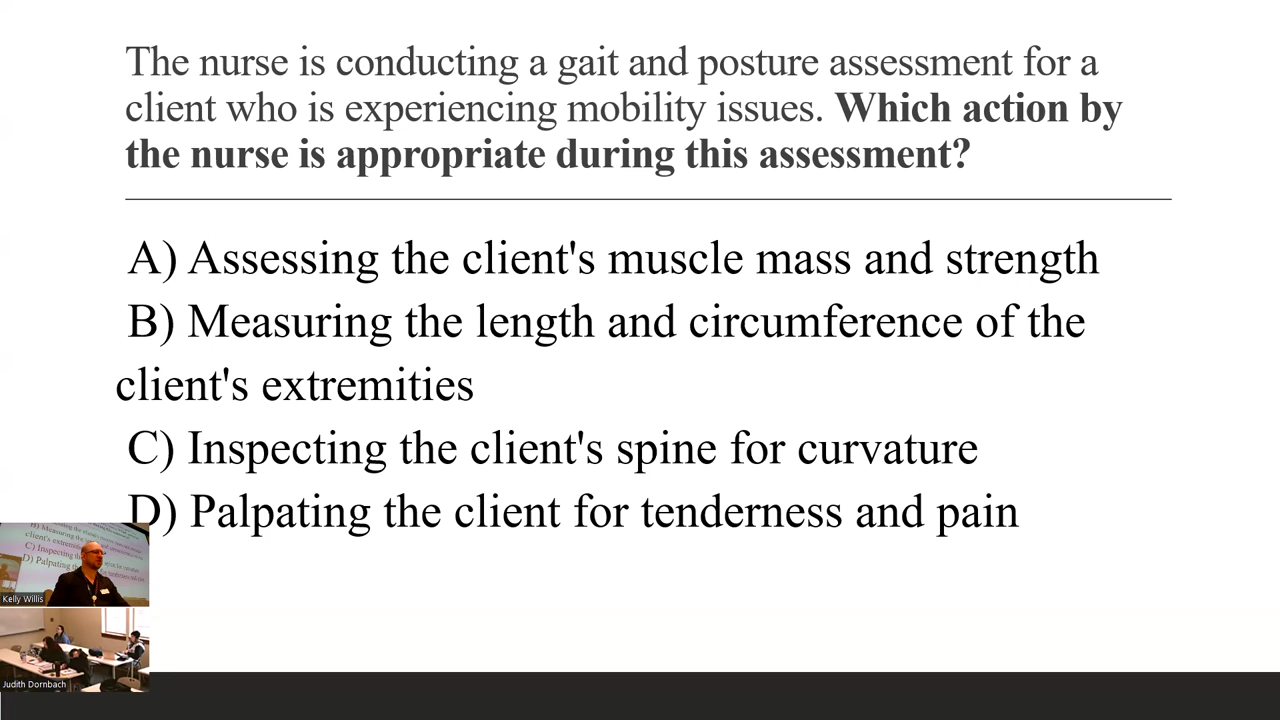 The nurse is conducting a gait and posture assessment for a
client who is experiencing mobility issues. Which action by
the nurse is appropriate during this assessment?
A) Assessing the client's muscle mass and strength
B) Measuring the length and circumference of the
client's extremities
C) Inspecting the client's spine for curvature
D) Palpating the client for tenderness and pain
Kelly Willis
Judith Dornbach